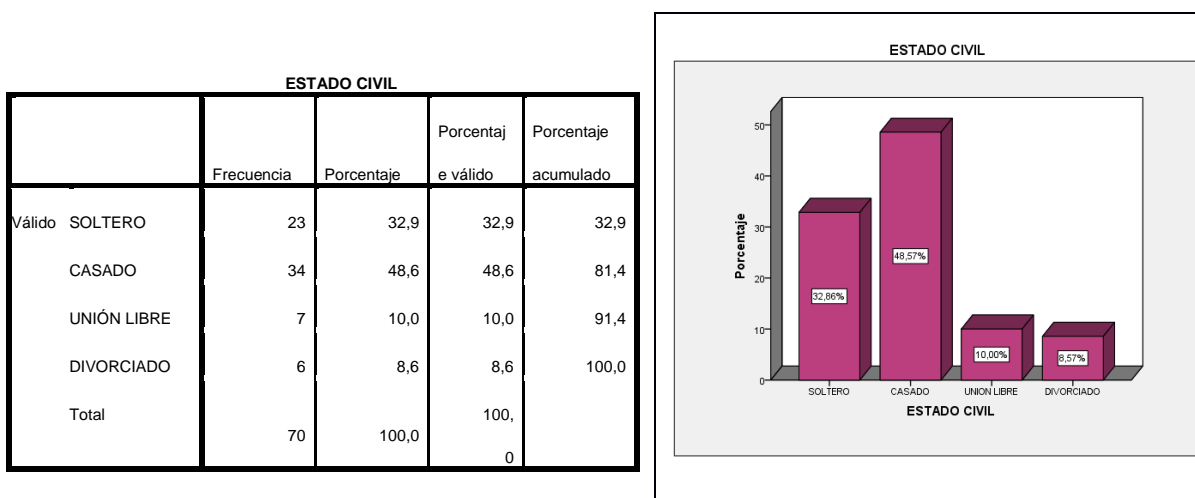 ESTADO CIVIL
Frecuencia Porcentaje Porcentaj e válido Porcentaje acumulado
Válido SOLTERO 23 32,9 32,9 32,9
CASADO 34 48,6 48,6 81,4
UNIÓN LIBRE 7 10,0 10,0 91,4
DIVORCIADO 6 8,6 8,6 100,0
Total 70 100,0 100, 0
ESTADO CIVIL
Porcentaje
50
40
30
20
10
0
32,86%
48,57%
10,00%
8,57%
SOLTERO CASADO UNION LIBRE DIVORCIADO
ESTADO CIVIL